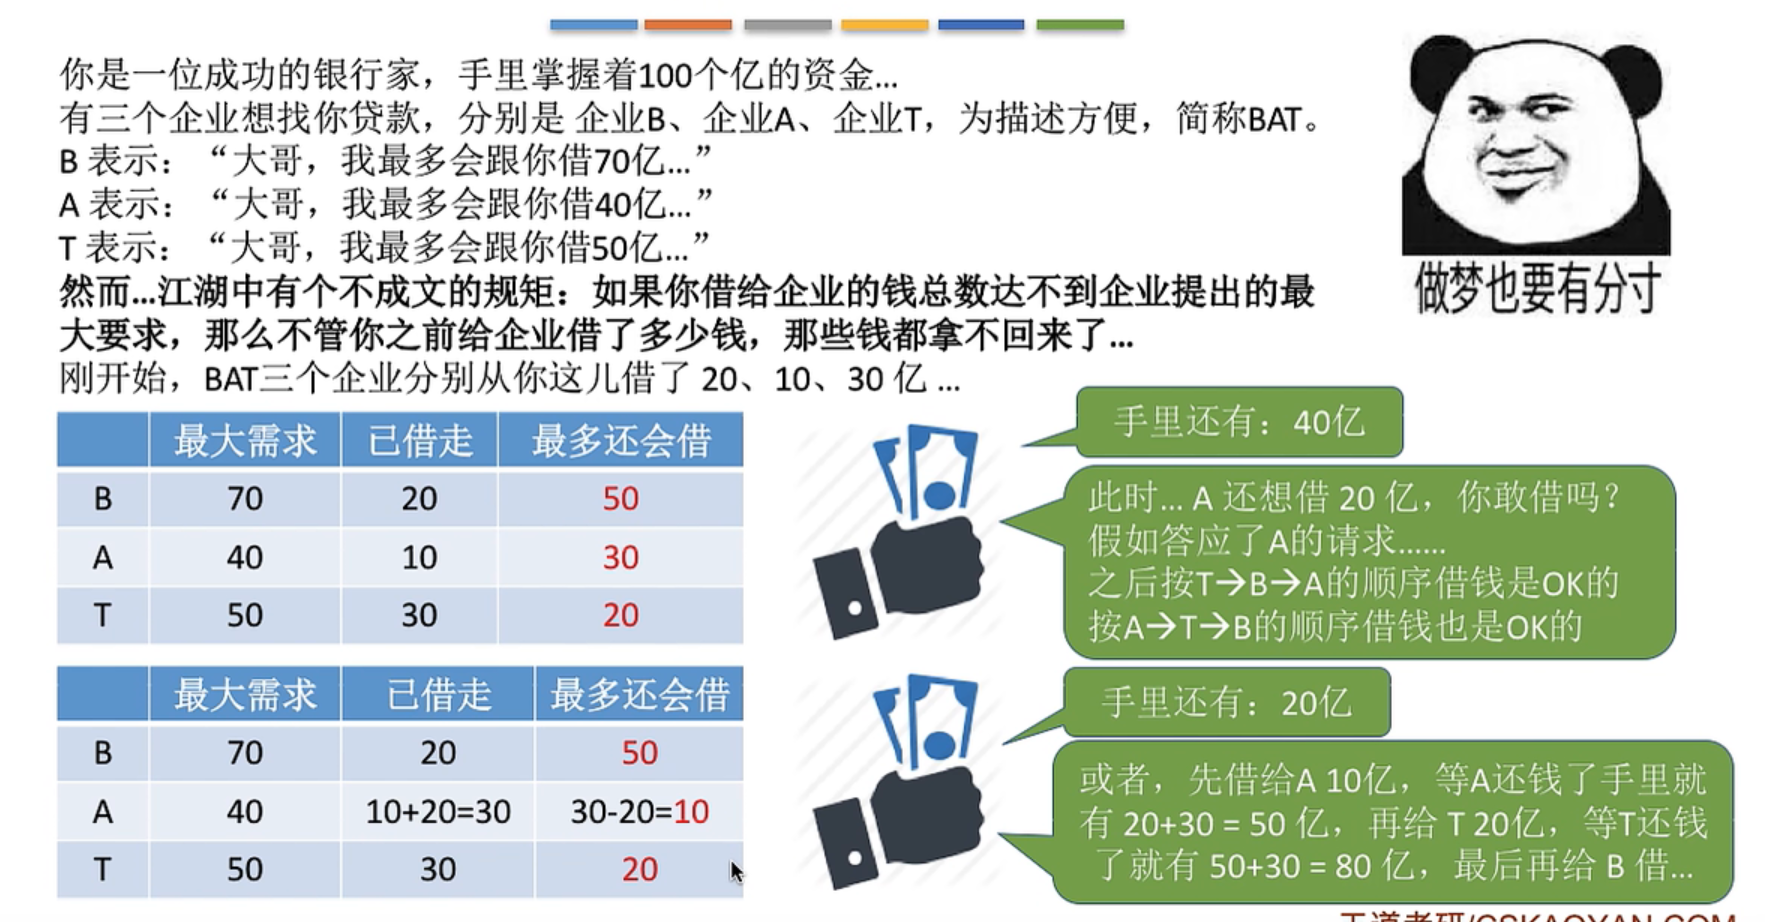 你是一位成功的银行家，手里掌握着100个亿的资金...
有三个企业想找你贷款，分别是 企业B、企业A、企业T，为描述方便，简称BAT。
B 表示：“大哥，我最多会跟你借70亿...”
A 表示：“大哥，我最多会跟你借40亿...”
T 表示：“大哥，我最多会跟你借50亿...”
然而...江湖中有个不成文的规矩：如果你借给企业的钱总数达不到企业提出的最
大要求，那么不管你之前给企业借了多少钱，那些钱都拿不回来了...
刚开始，BAT三个企业分别从你这儿借了 20、10、30 亿 ...
做梦也要有分寸
最大需求 已借走 最多还会借
B 70 20 50
A 40 10 30
T 50 30 20
手里还有：40亿
此时... A 还想借 20 亿，你敢借吗？
假如答应了A的请求......
之后按T→B→A的顺序借钱是OK的
按A→T→B的顺序借钱也是OK的
最大需求 已借走 最多还会借
B 70 20 50
A 40 10+20=30 30-20=10
T 50 30 20
手里还有：20亿
或者，先借给A 10亿，等A还钱了手里就
有 20+30 = 50 亿，再给 T 20亿，等T还钱
了就有 50+30 = 80 亿，最后再给 B 借...
王道考研/CSKAOYAN.COM